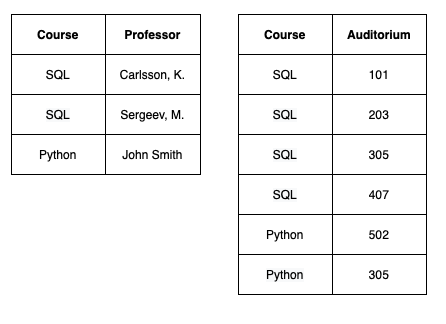 Course Professor
SQL Carlsson, K.
SQL Sergeev, M.
Python John Smith
Course Auditorium
SQL 101
SQL 203
SQL 305
SQL 407
Python 502
Python 305